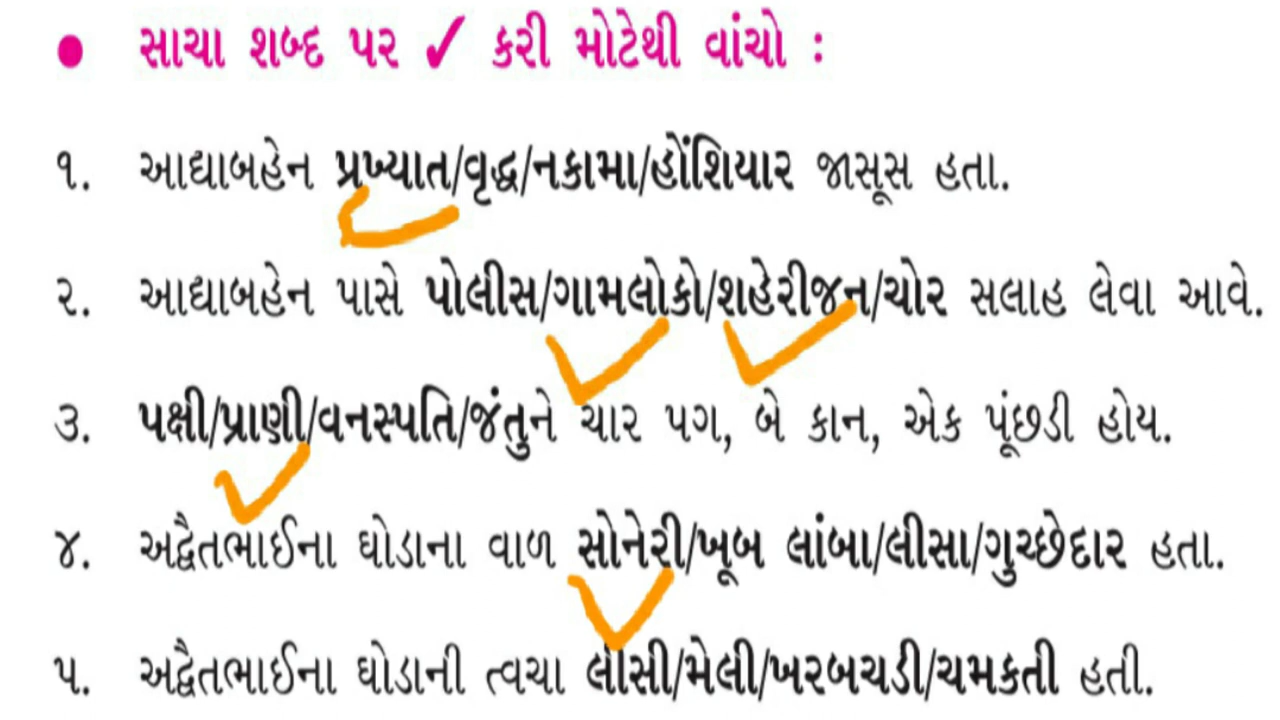 ● સાચા શબ્દ પર ✓ કરી મોટેથી વાંચો :
૧. આદ્યાબહેન પ્રખ્યાત/વૃદ્ધ/નકામા/હોંશિયાર જાસૂસ હતા.
૨. આદ્યાબહેન પાસે પોલીસ/ગામલોકો/શહેરીજન/ચોર સલાહ લેવા આવે.
૩. પક્ષી/પ્રાણી/વનસ્પતિ/જંતુને ચાર પગ, બે કાન, એક પૂંછડી હોય.
૪. અદ્વૈતભાઈના ઘોડાના વાળ સોનેરી/ખૂબ લાંબા/લીસા/ગુચ્છેદાર હતા.
૫. અદ્વૈતભાઈના ઘોડાની ત્વચા લીસી/મેલી/ખરબચડી/ચમકતી હતી.